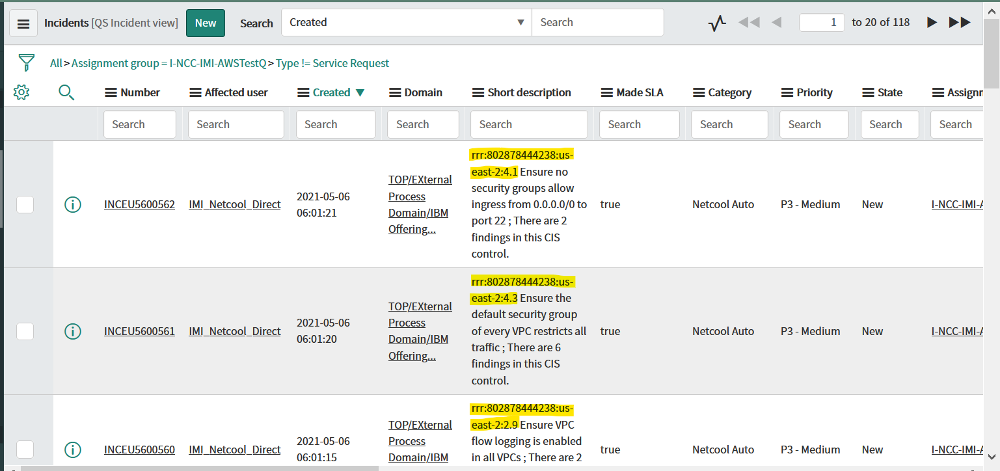 Incidents [QS Incident view] New Search Created Search 1 to 20 of 118
All > Assignment group = I-NCC-IMI-AWSTestQ > Type != Service Request
Number Affected user Created Domain Short description Made SLA Category Priority State Assignm
Search Search Search Search Search Search Search Search Search Search
INCEU5600562
IMI_Netcool_Direct
2021-05-06
06:01:21
TOP/EXternal
Process
Domain/IBM
Offering...
rrr:802878444238:us-
east-2:4.1 Ensure no
security groups allow
ingress from 0.0.0.0/0 to
port 22 ; There are 2
findings in this CIS
control.
true
Netcool Auto
P3 - Medium
New
I-NCC-IMI-A
INCEU5600561
IMI_Netcool_Direct
2021-05-06
06:01:20
TOP/EXternal
Process
Domain/IBM
Offering...
rrr:802878444238:us-
east-2:4.3 Ensure the
default security group
of every VPC restricts all
traffic ; There are 6
findings in this CIS
control.
true
Netcool Auto
P3 - Medium
New
I-NCC-IMI-A
INCEU5600560
IMI_Netcool_Direct
2021-05-06
06:01:15
TOP/EXternal
Process
Domain/IBM
rrr:802878444238:us-
east-2:2.9 Ensure VPC
flow logging is enabled
in all VPCs ; There are 2
true
Netcool Auto
P3 - Medium
New
I-NCC-IMI-A